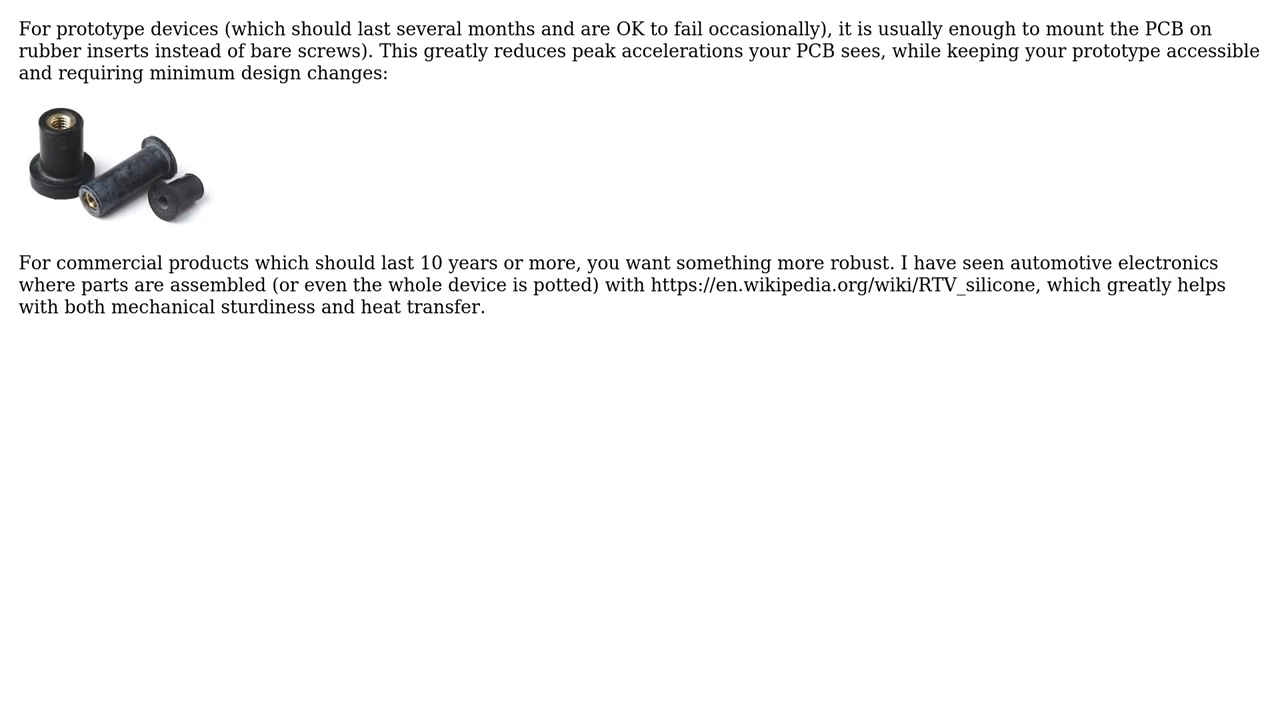 For prototype devices (which should last several months and are OK to fail occasionally), it is usually enough to mount the PCB on
rubber inserts instead of bare screws). This greatly reduces peak accelerations your PCB sees, while keeping your prototype accessible
and requiring minimum design changes:
For commercial products which should last 10 years or more, you want something more robust. I have seen automotive electronics
where parts are assembled (or even the whole device is potted) with https://en.wikipedia.org/wiki/RTV_silicone, which greatly helps
with both mechanical sturdiness and heat transfer.